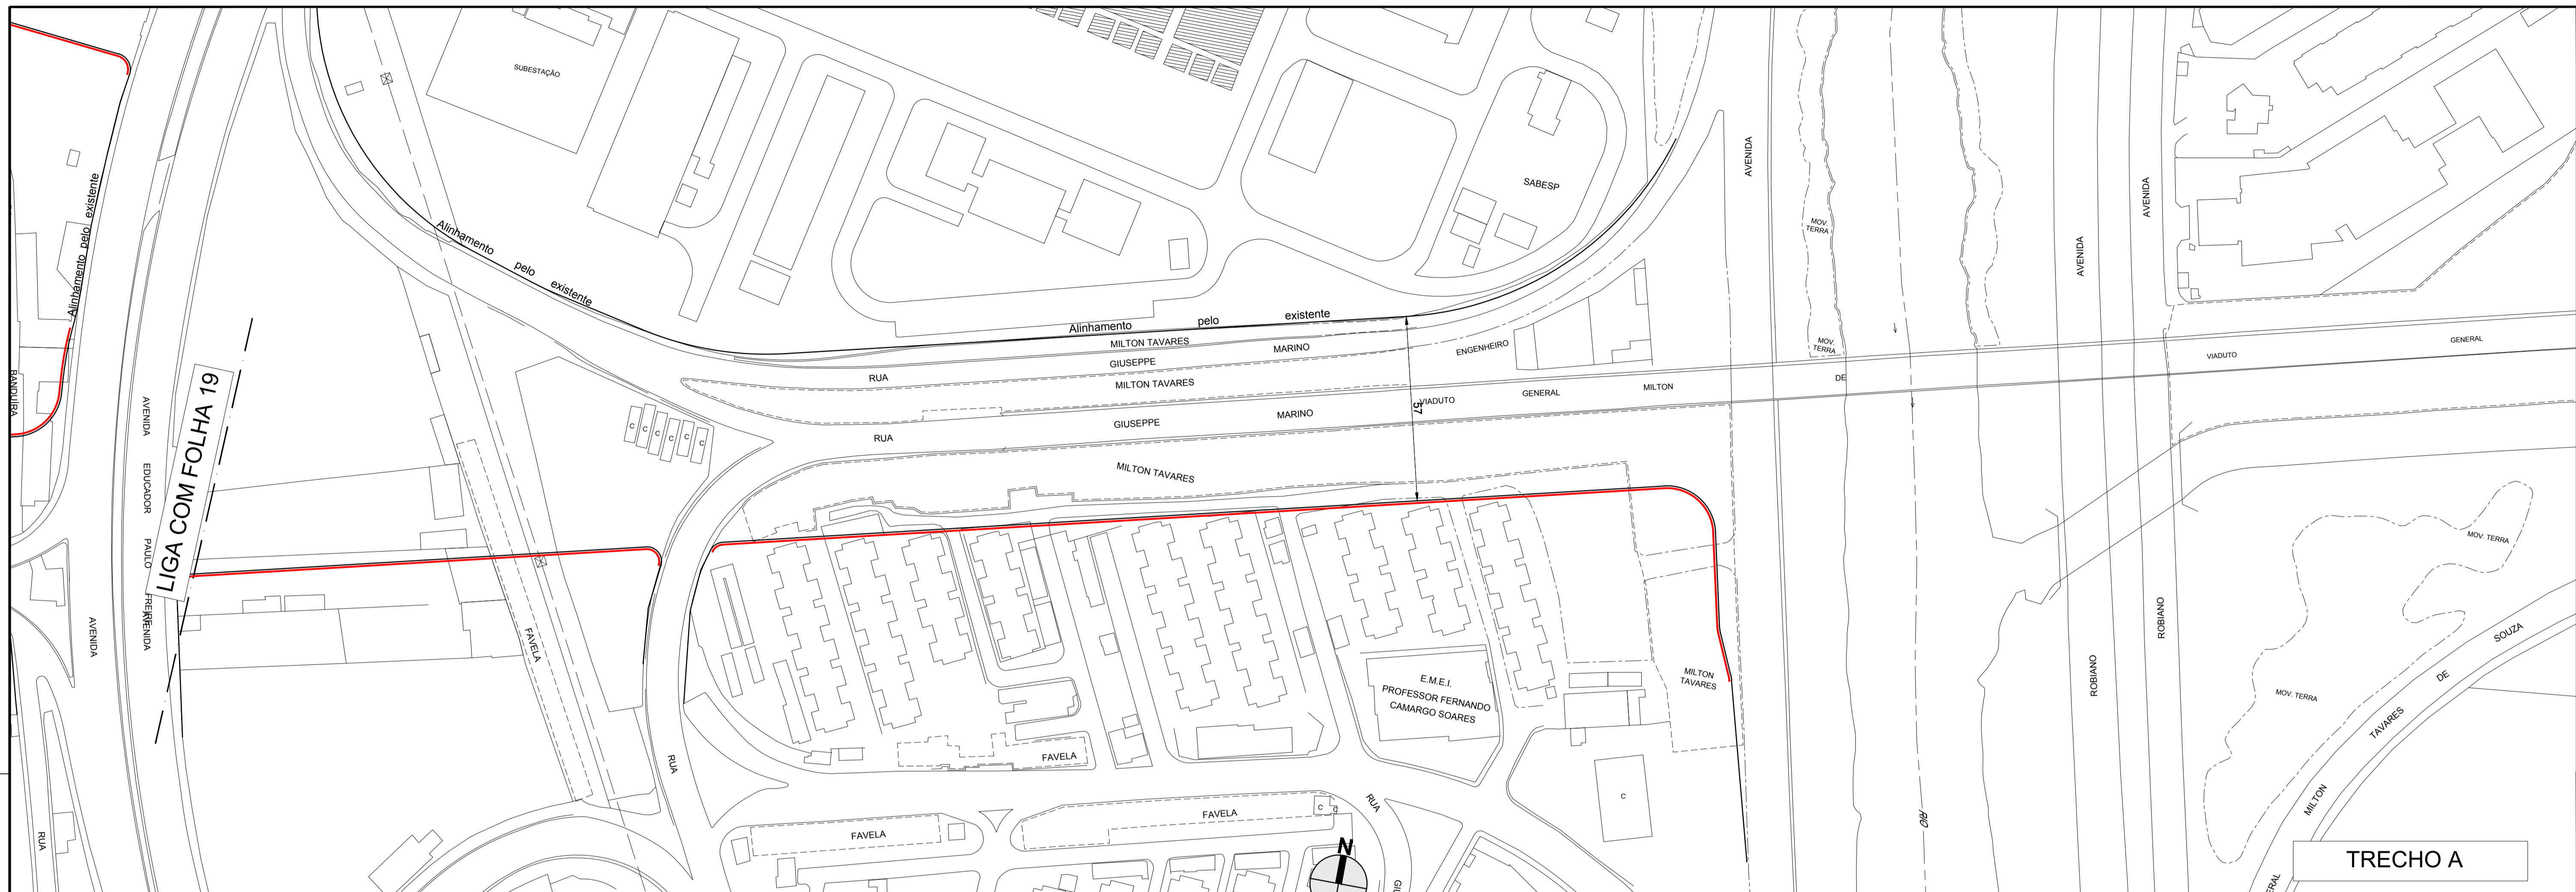 SUBESTAÇÃO
SABESP
AVENIDA
AVENIDA
AVENIDA
MOV. TERRA
MOV. TERRA
Alinhamento pelo existente
Alinhamento pelo existente
Alinhamento pelo existente
MILTON TAVARES
RUA GIUSEPPE MARINO
ENGENHEIRO
MILTON TAVARES
VIADUTO GENERAL MILTON DE
VIADUTO GENERAL
RUA GIUSEPPE MARINO
MILTON TAVARES
57
BANDUÍRA
AVENIDA EDUCADOR PAULO FREIRE
AVENIDA
AVENIDA
LIGA COM FOLHA 19
C
C
C
C
C
C
FAVELA
RUA
E.M.E.I.
PROFESSOR FERNANDO
CAMARGO SOARES
MILTON
TAVARES
ROBIANO
ROBIANO
MOV. TERRA
MOV. TERRA
MILTON TAVARES DE SOUZA
FAVELA
FAVELA
FAVELA
C
C
C
RUA
RUA
RIO
N
TRECHO A